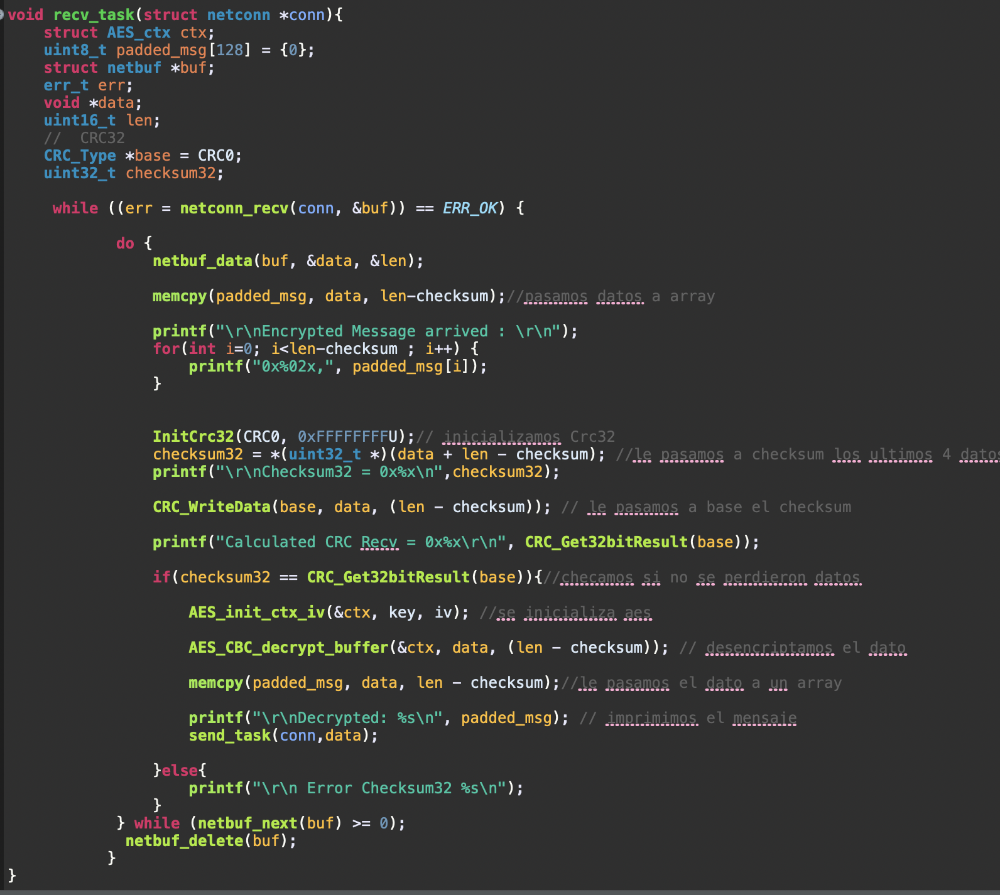 void recv_task(struct netconn *conn){
    struct AES_ctx ctx;
    uint8_t padded_msg[128] = {0};
    struct netbuf *buf;
    err_t err;
    void *data;
    uint16_t len;
    //  CRC32
    CRC_Type *base = CRC0;
    uint32_t checksum32;
     while ((err = netconn_recv(conn, &buf)) == ERR_OK) {
            do {
                netbuf_data(buf, &data, &len);
                memcpy(padded_msg, data, len-checksum);//pasamos datos a array
                printf("\r\nEncrypted Message arrived : \r\n");
                for(int i=0; i<len-checksum ; i++) {
                    printf("0x%02x,", padded_msg[i]);
                }
                InitCrc32(CRC0, 0xFFFFFFFFU);// inicializamos Crc32
                checksum32 = *(uint32_t *)(data + len - checksum); //le pasamos a checksum los ultimos 4 datos
                printf("\r\nChecksum32 = 0x%x\n",checksum32);
                CRC_WriteData(base, data, (len - checksum)); // le pasamos a base el checksum
                printf("Calculated CRC Recv = 0x%x\r\n", CRC_Get32bitResult(base));
                if(checksum32 == CRC_Get32bitResult(base)){//checamos si no se perdieron datos
                    AES_init_ctx_iv(&ctx, key, iv); //se inicializa aes
                    AES_CBC_decrypt_buffer(&ctx, data, (len - checksum)); // desencriptamos el dato
                    memcpy(padded_msg, data, len - checksum);//le pasamos el dato a un array
                    printf("\r\nDecrypted: %s\n", padded_msg); // imprimimos el mensaje
                    send_task(conn,data);
                }else{
                    printf("\r\n Error Checksum32 %s\n");
                }
            } while (netbuf_next(buf) >= 0);
             netbuf_delete(buf);
           }
}